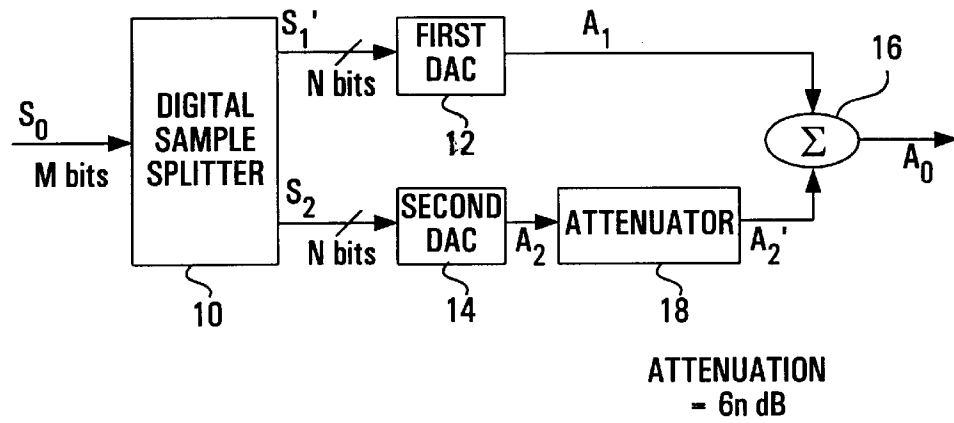 S₁'
N bits
FIRST
DAC
12
A₁
16
S₀
M bits
DIGITAL
SAMPLE
SPLITTER
10
Σ
A₀
S₂
N bits
SECOND
DAC
14
A₂
ATTENUATOR
18
A₂'
ATTENUATION
= 6n dB